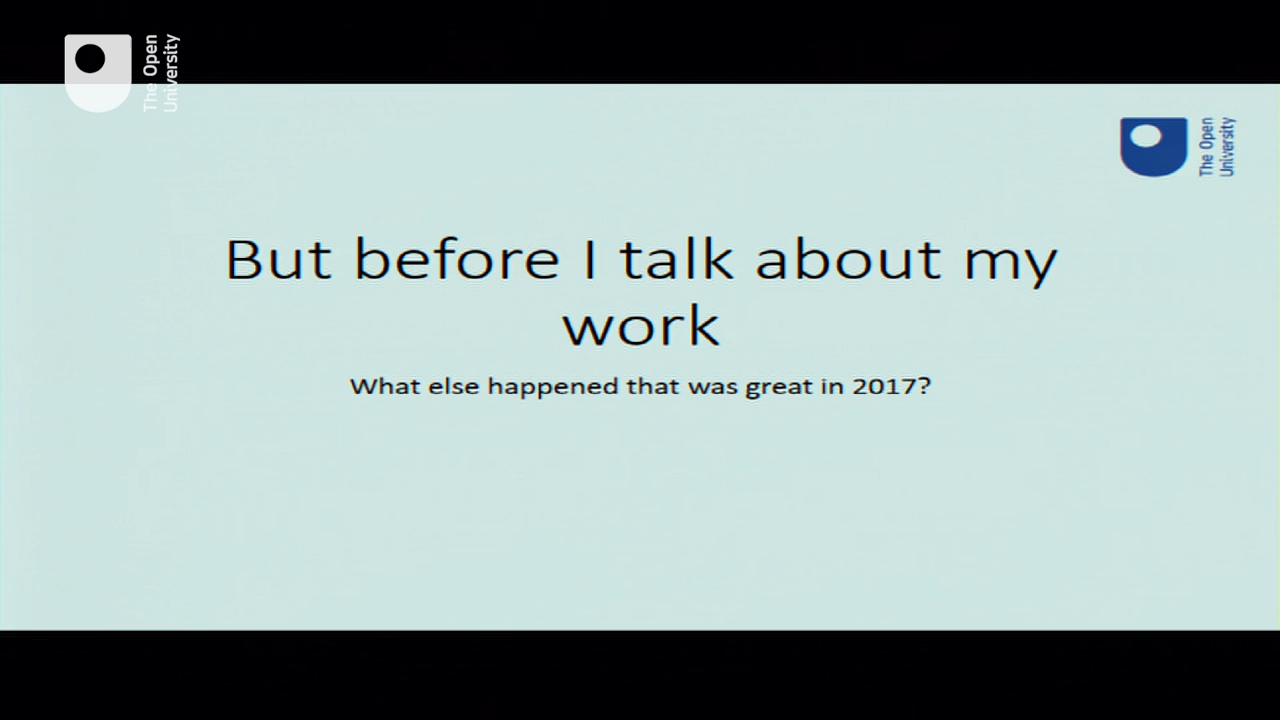 The Open
University
The Open
University
But before I talk about my
work
What else happened that was great in 2017?